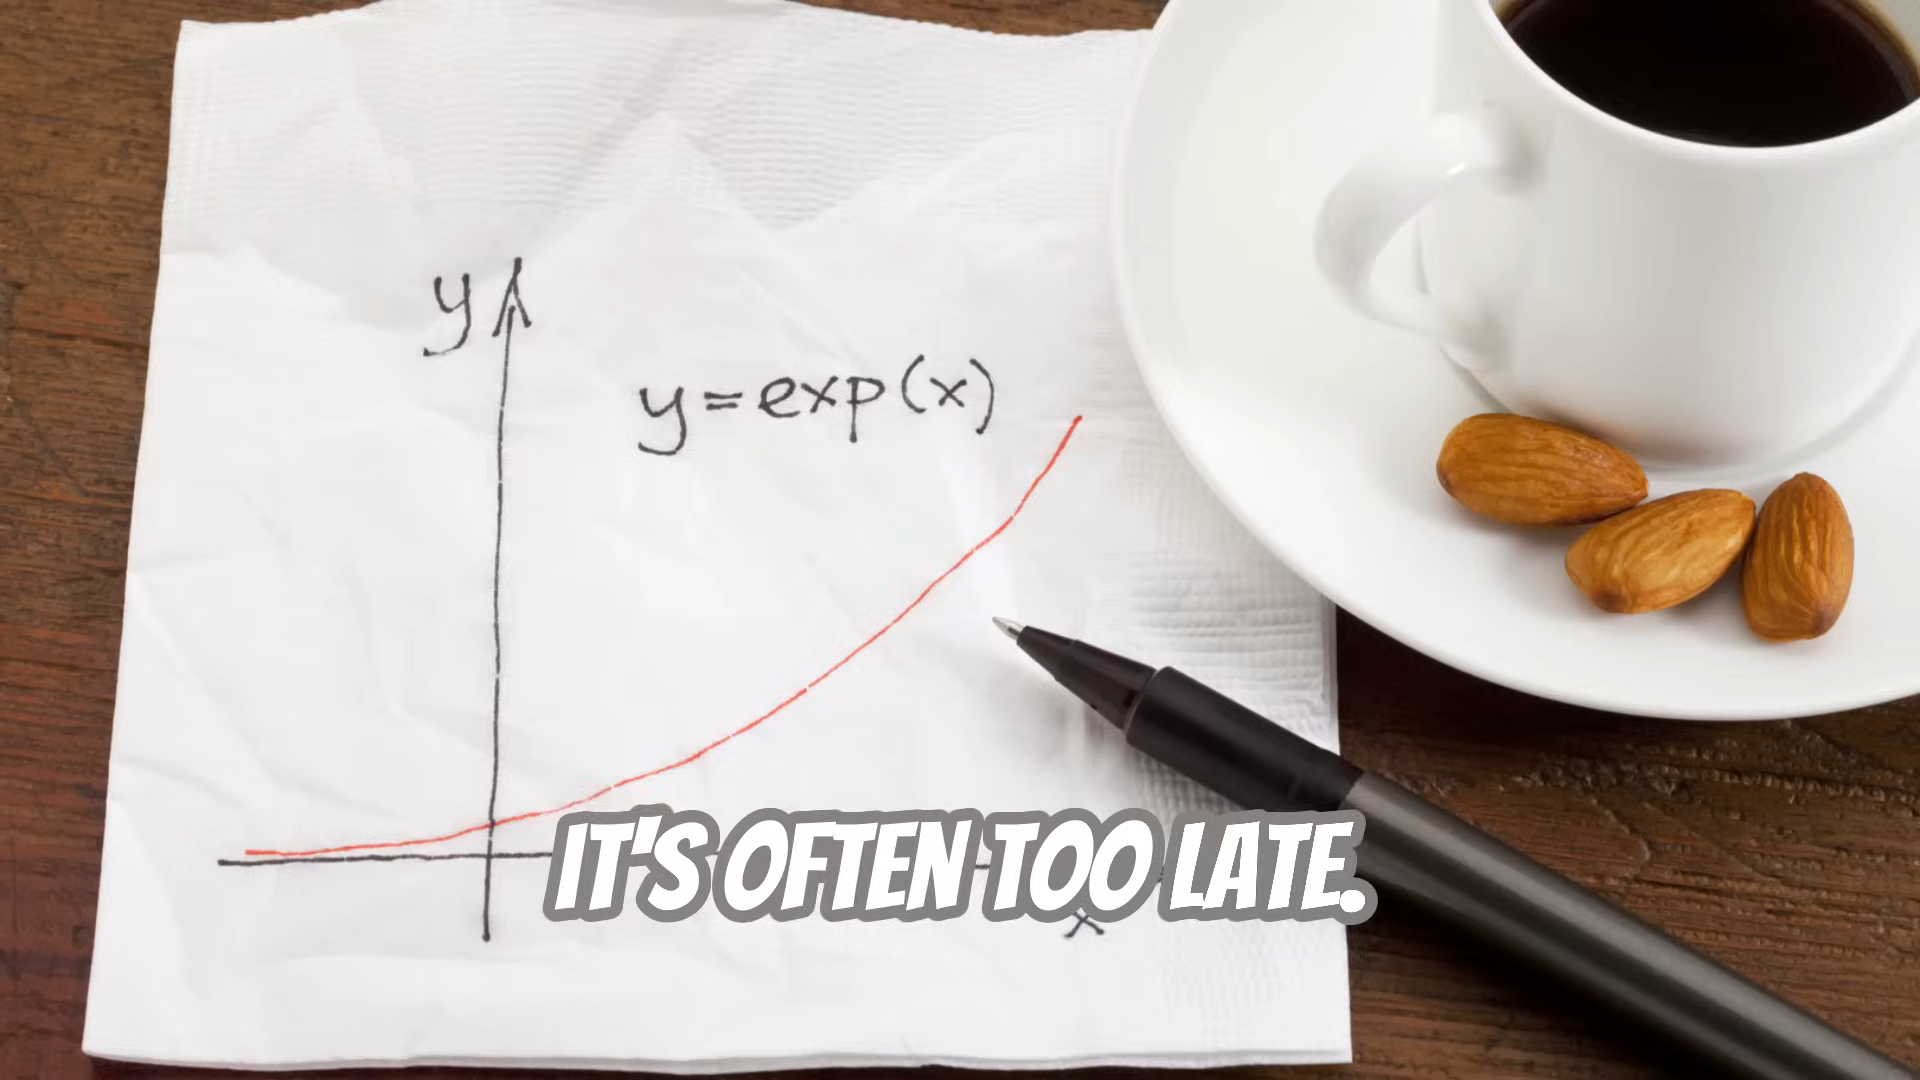 y
y=exp(x)
IT'S OFTEN TOO LATE.
x